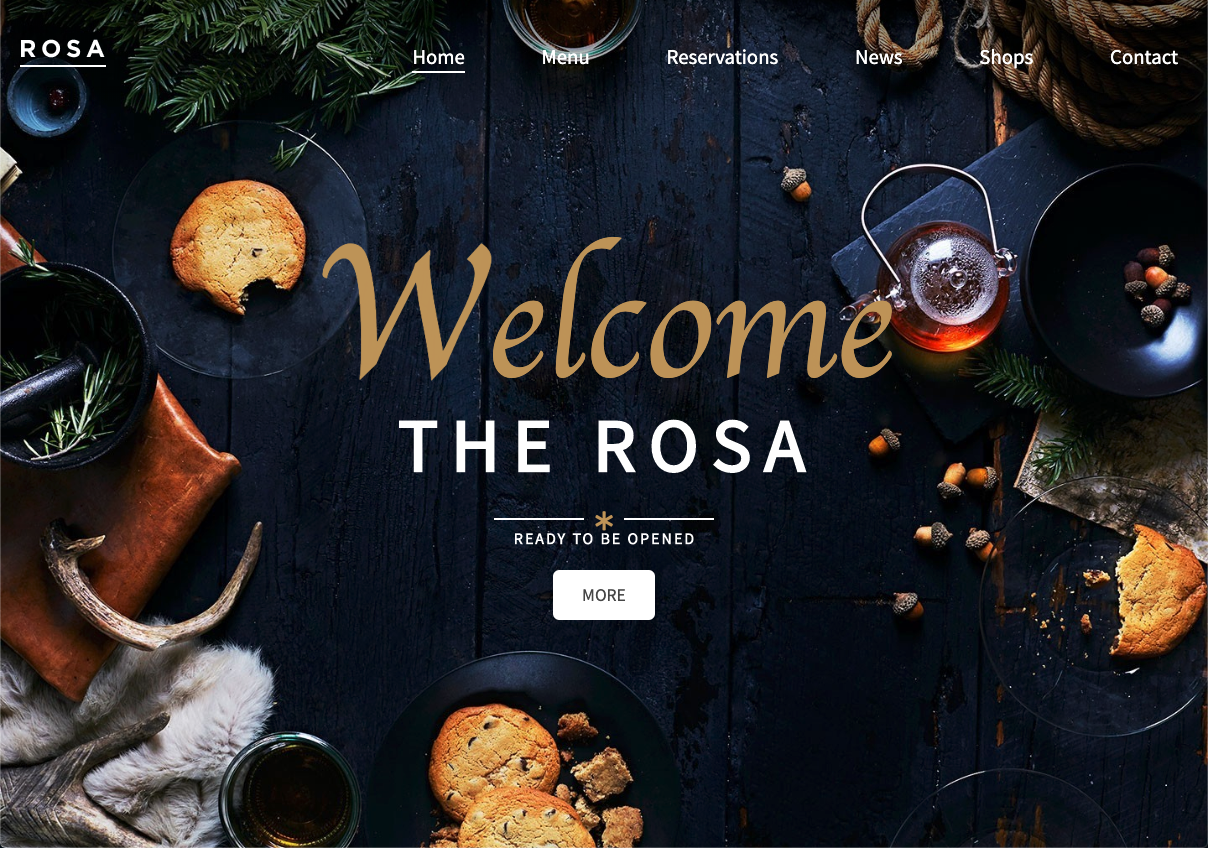 ROSA
Home Menu Reservations News Shops Contact
Welcome
THE ROSA
READY TO BE OPENED
MORE